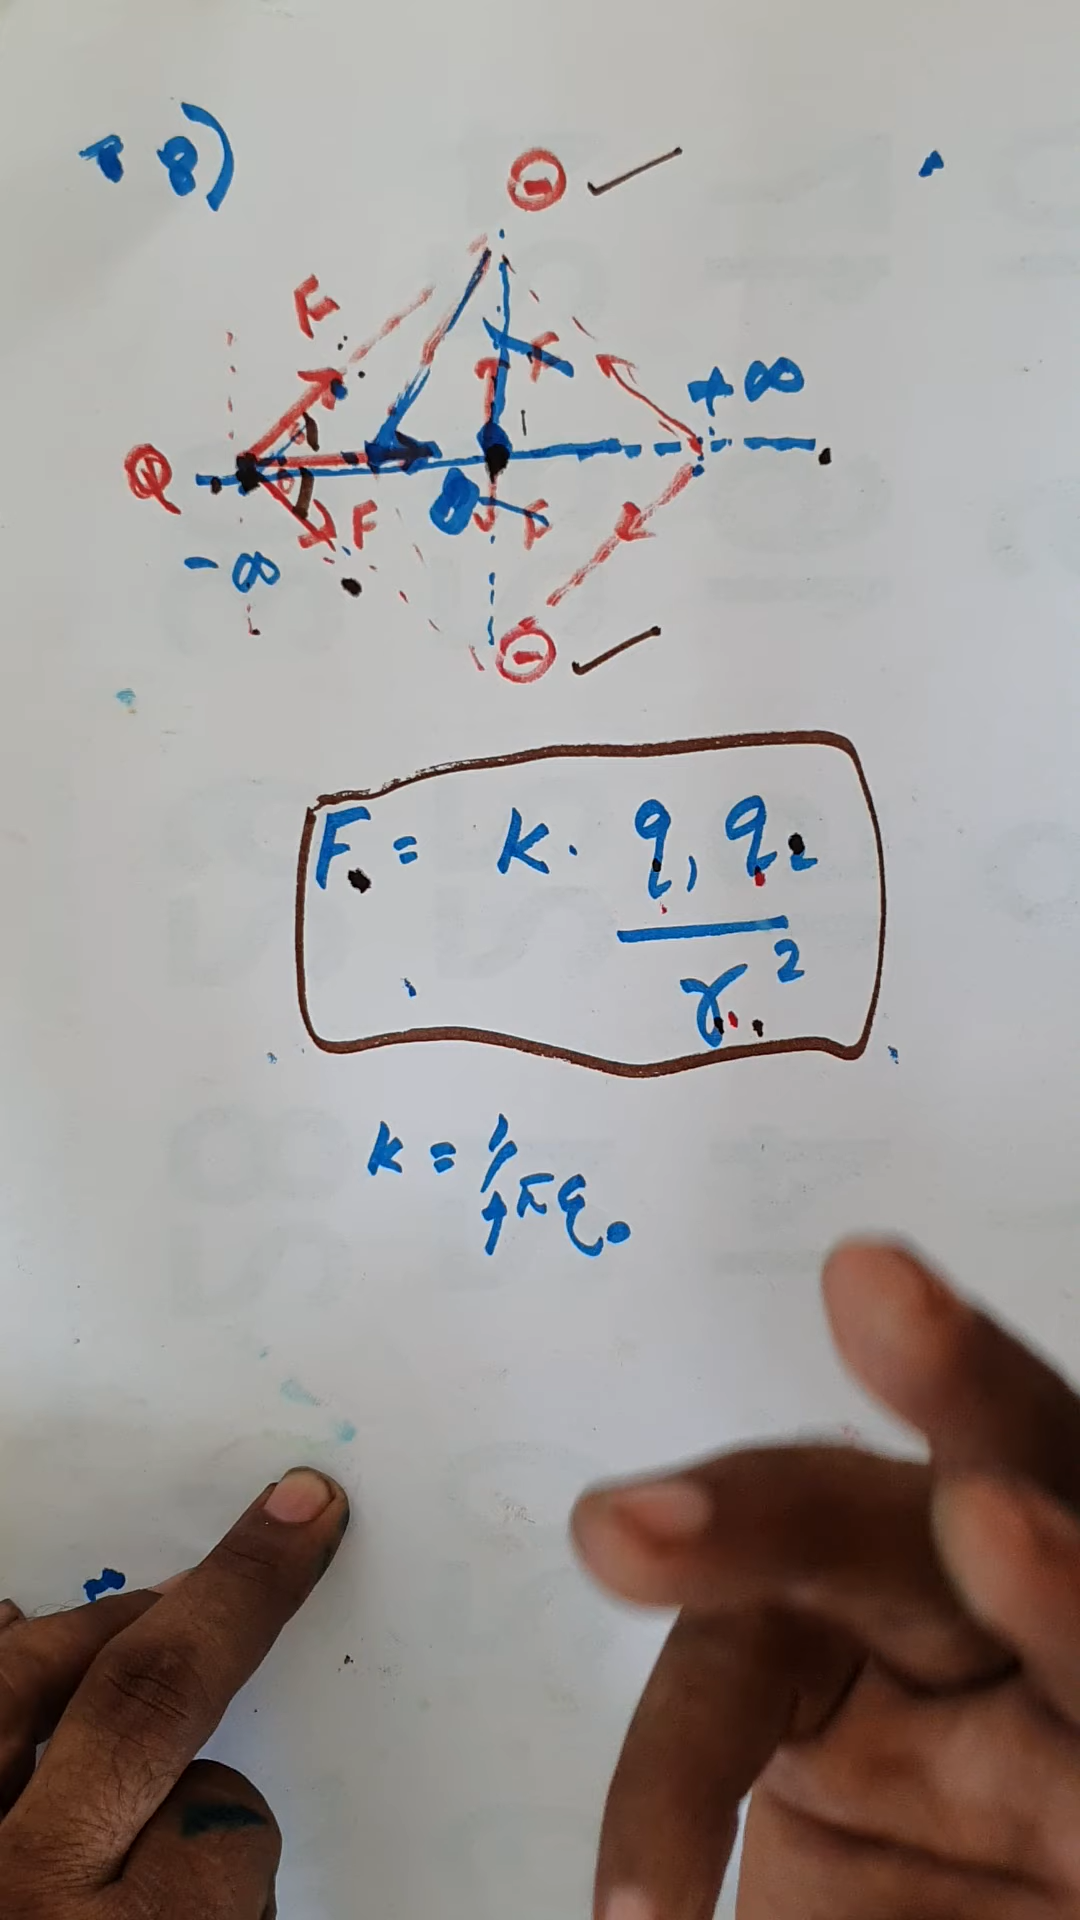 8)
⊖
F
F
+ ∞
Q
F
F
- ∞
⊖
F = k. q1 q2
r²
k = 1/4πε0